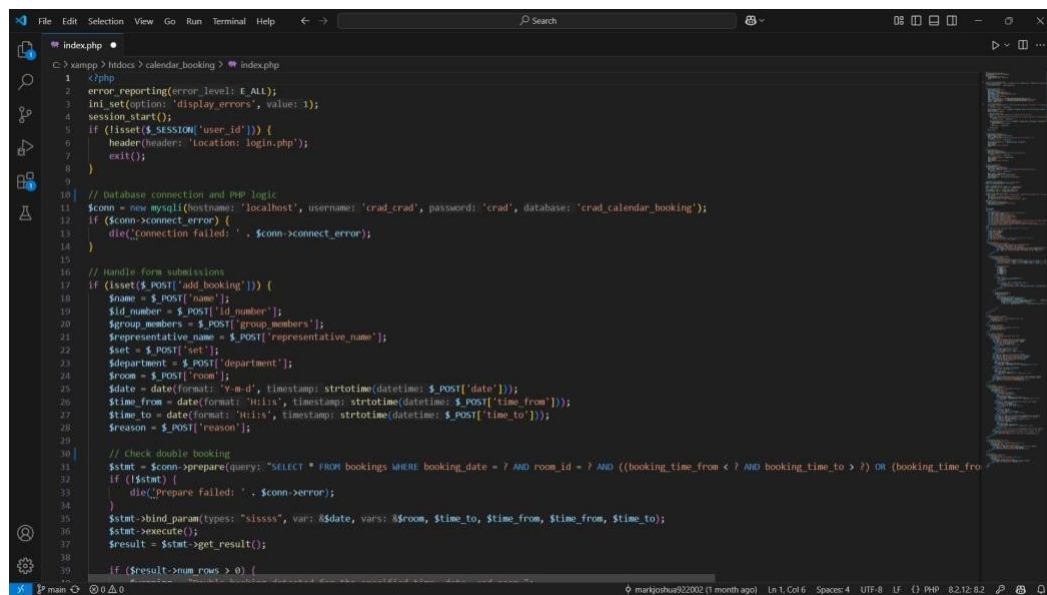 File Edit Selection View Go Run Terminal Help
Search
index.php
C: > xampp > htdocs > calendar_booking > index.php
1 <?php
2 error_reporting(error_level: E_ALL);
3 ini_set(option: 'display_errors', value: 1);
4 session_start();
5 if (!isset($_SESSION['user_id'])) {
6 header(header: 'Location: login.php');
7 exit();
8 }
9
10 // Database connection and PHP logic
11 $conn = new mysqli(hostname: 'localhost', username: 'crad_crad', password: 'crad', database: 'crad_calendar_booking');
12 if ($conn->connect_error) {
13 die('Connection failed: ' . $conn->connect_error);
14 }
15
16 // Handle form submissions
17 if (isset($_POST['add_booking'])) {
18 $name = $_POST['name'];
19 $id_number = $_POST['id_number'];
20 $group_members = $_POST['group_members'];
21 $representative_name = $_POST['representative_name'];
22 $set = $_POST['set'];
23 $department = $_POST['department'];
24 $room = $_POST['room'];
25 $date = date(format: 'Y-m-d', timestamp: strtotime(datetime: $_POST['date']));
26 $time_from = date(format: 'H:i:s', timestamp: strtotime(datetime: $_POST['time_from']));
27 $time_to = date(format: 'H:i:s', timestamp: strtotime(datetime: $_POST['time_to']));
28 $reason = $_POST['reason'];
29
30 // Check double booking
31 $stmt = $conn->prepare(query: "SELECT * FROM bookings WHERE booking_date = ? AND room_id = ? AND ((booking_time_from < ? AND booking_time_to > ?) OR (booking_time_fro
32 if (!$stmt) {
33 die('Prepare failed: ' . $conn->error);
34 }
35 $stmt->bind_param(types: "sissss", var: &$date, vars: &$room, $time_to, $time_from, $time_from, $time_to);
36 $stmt->execute();
37 $result = $stmt->get_result();
38
39 if ($result->num_rows > 0) {
main 0 0 markjoshua922002 (1 month ago) Ln 1, Col 6 Spaces: 4 UTF-8 LF {} PHP 8.2.12: 8.2